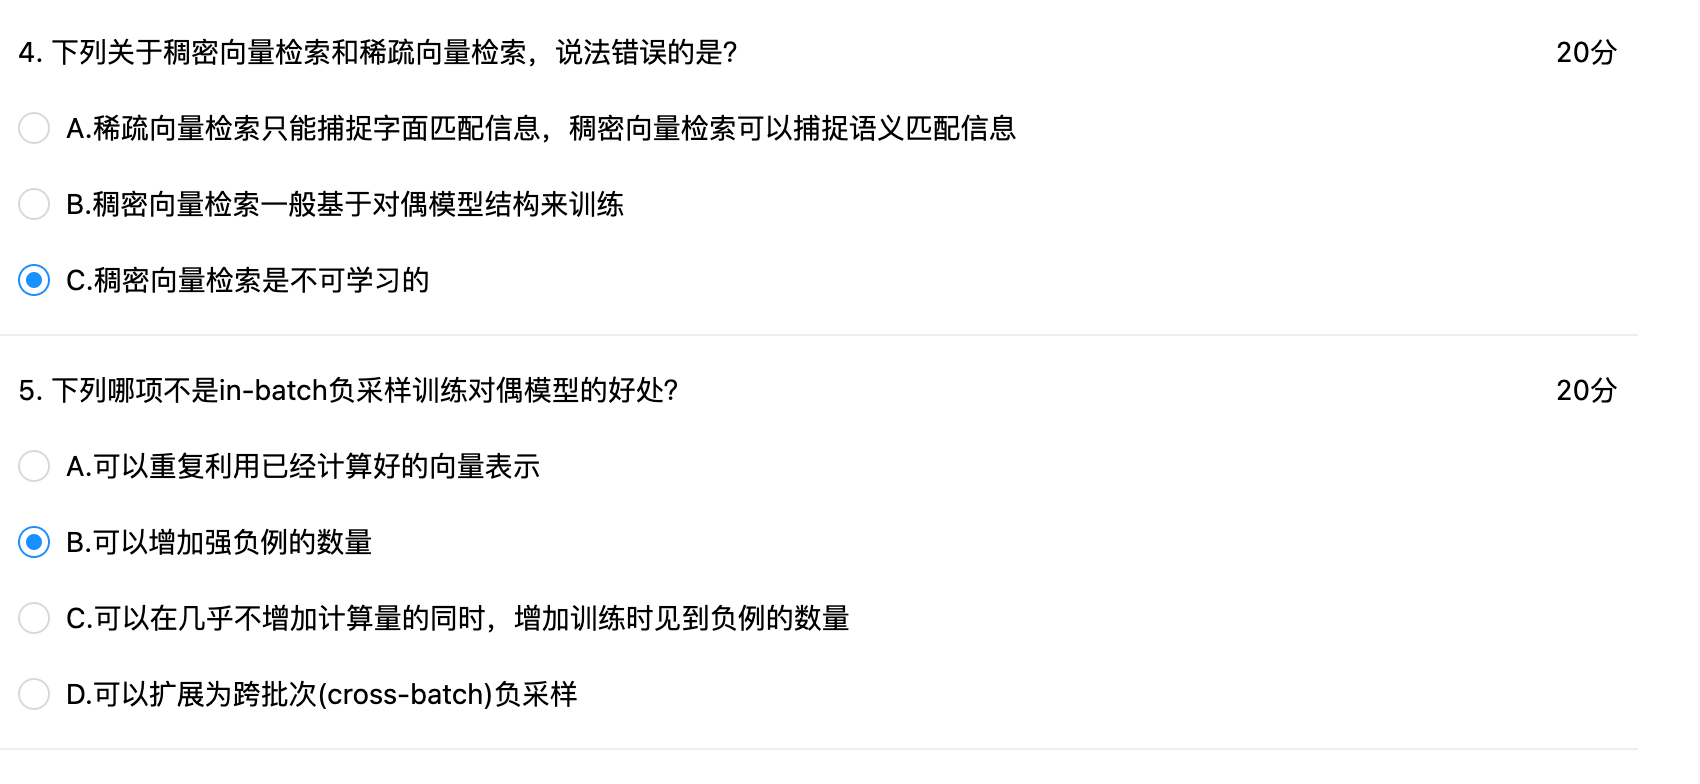 4. 下列关于稠密向量检索和稀疏向量检索，说法错误的是? 20分
A.稀疏向量检索只能捕捉字面匹配信息，稠密向量检索可以捕捉语义匹配信息
B.稠密向量检索一般基于对偶模型结构来训练
C.稠密向量检索是不可学习的
5. 下列哪项不是in-batch负采样训练对偶模型的好处? 20分
A.可以重复利用已经计算好的向量表示
B.可以增加强负例的数量
C.可以在几乎不增加计算量的同时，增加训练时见到负例的数量
D.可以扩展为跨批次(cross-batch)负采样